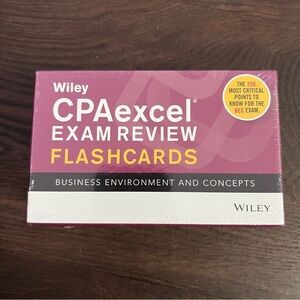 Wiley
CPAexcel®
EXAM REVIEW
FLASHCARDS
BUSINESS ENVIRONMENT AND CONCEPTS
THE 250
MOST CRITICAL
POINTS TO
KNOW FOR THE
BEC EXAM.
WILEY